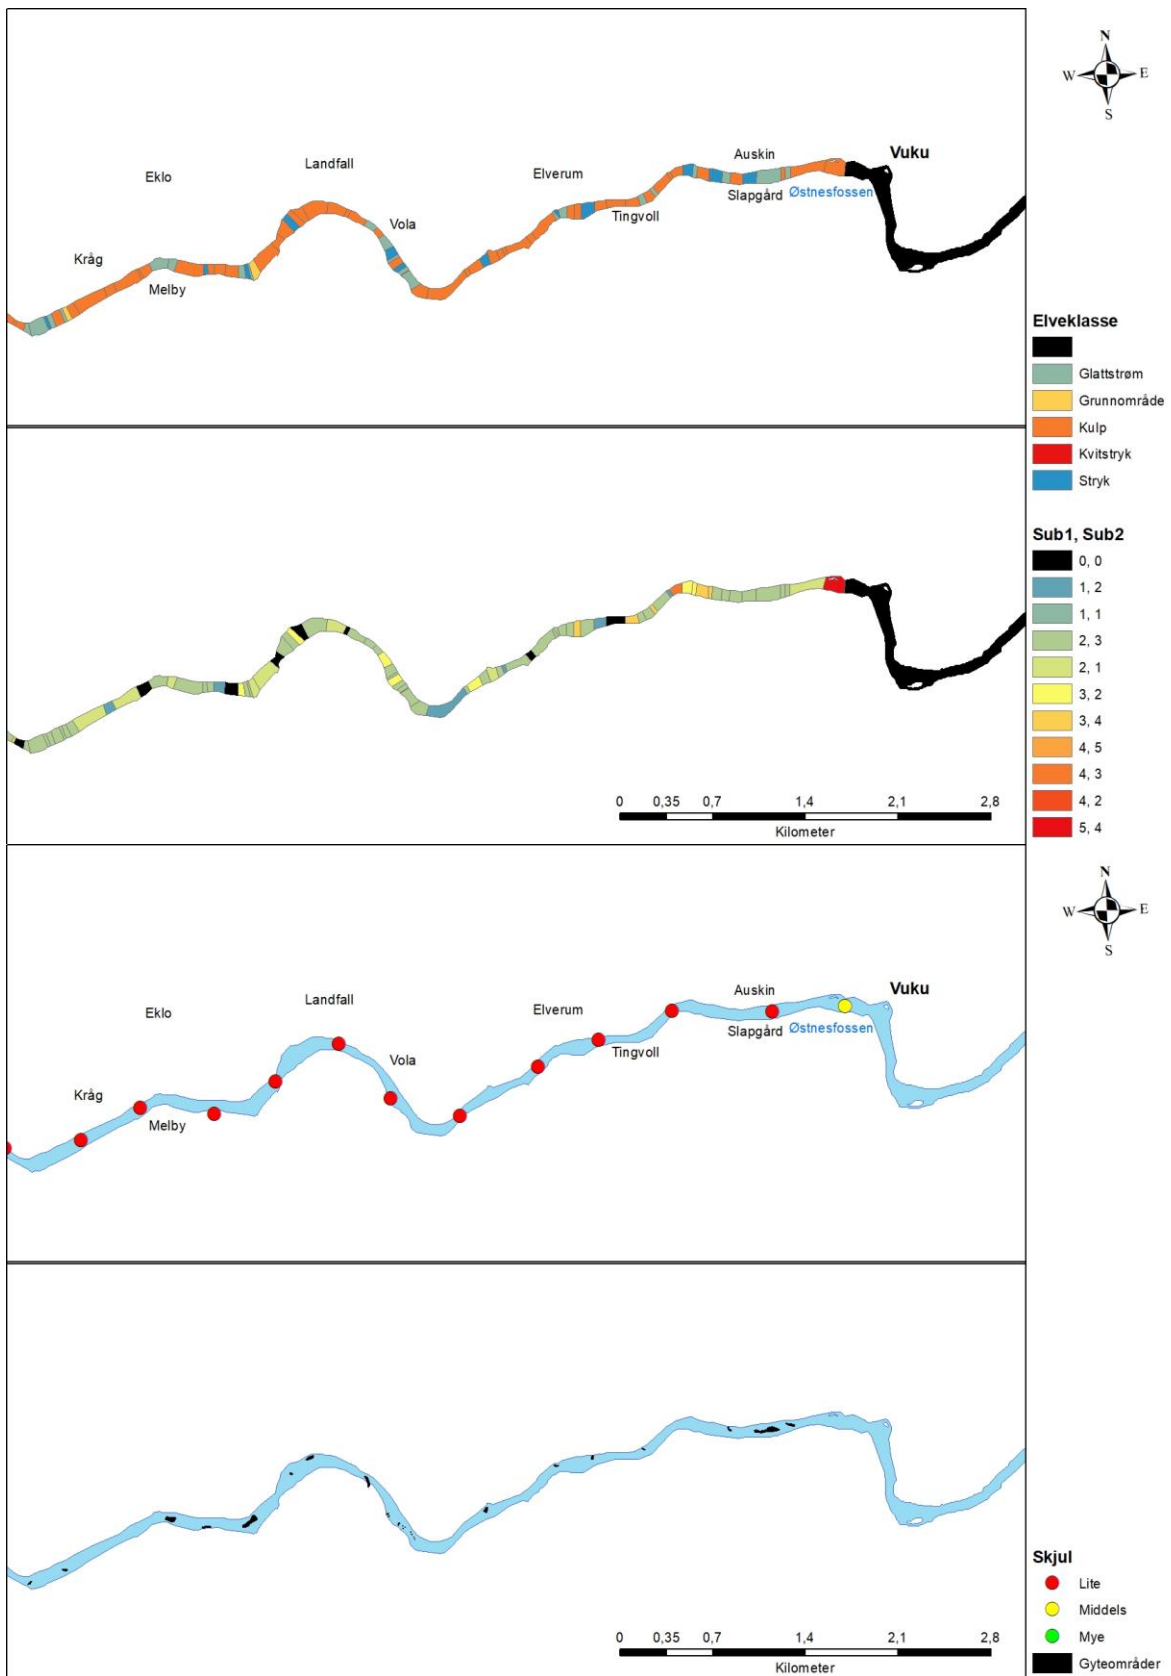 N
W E
S
Vuku
Auskin
Landfall
Elverum
Eklo
Slapgård Østnesfossen
Tingvoll
Vola
Kråg
Melby
Elveklasse
Glattstrøm
Grunnområde
Kulp
Kvitstryk
Stryk
Sub1, Sub2
0, 0
1, 2
1, 1
2, 3
2, 1
3, 2
3, 4
4, 5
4, 3
4, 2
5, 4
0 0,35 0,7 1,4 2,1 2,8
Kilometer
N
W E
S
Vuku
Auskin
Landfall
Elverum
Eklo
Slapgård Østnesfossen
Tingvoll
Vola
Kråg
Melby
Skjul
Lite
Middels
Mye
Gyteområder
0 0,35 0,7 1,4 2,1 2,8
Kilometer